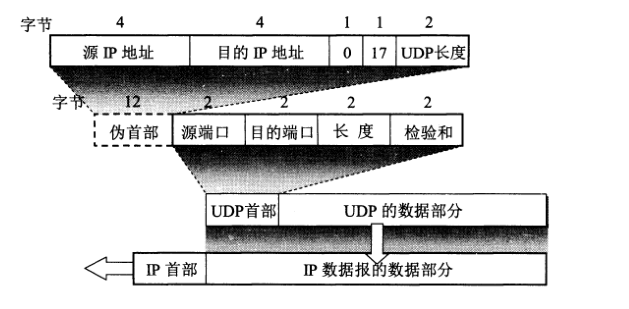 字节 4 4 1 1 2
源 IP 地址 目的 IP 地址 0 17 UDP长度
字节 12 2 2 2 2
伪首部 源端口 目的端口 长 度 检验和
UDP首部 UDP 的数据部分
IP 首部 IP 数据报的数据部分